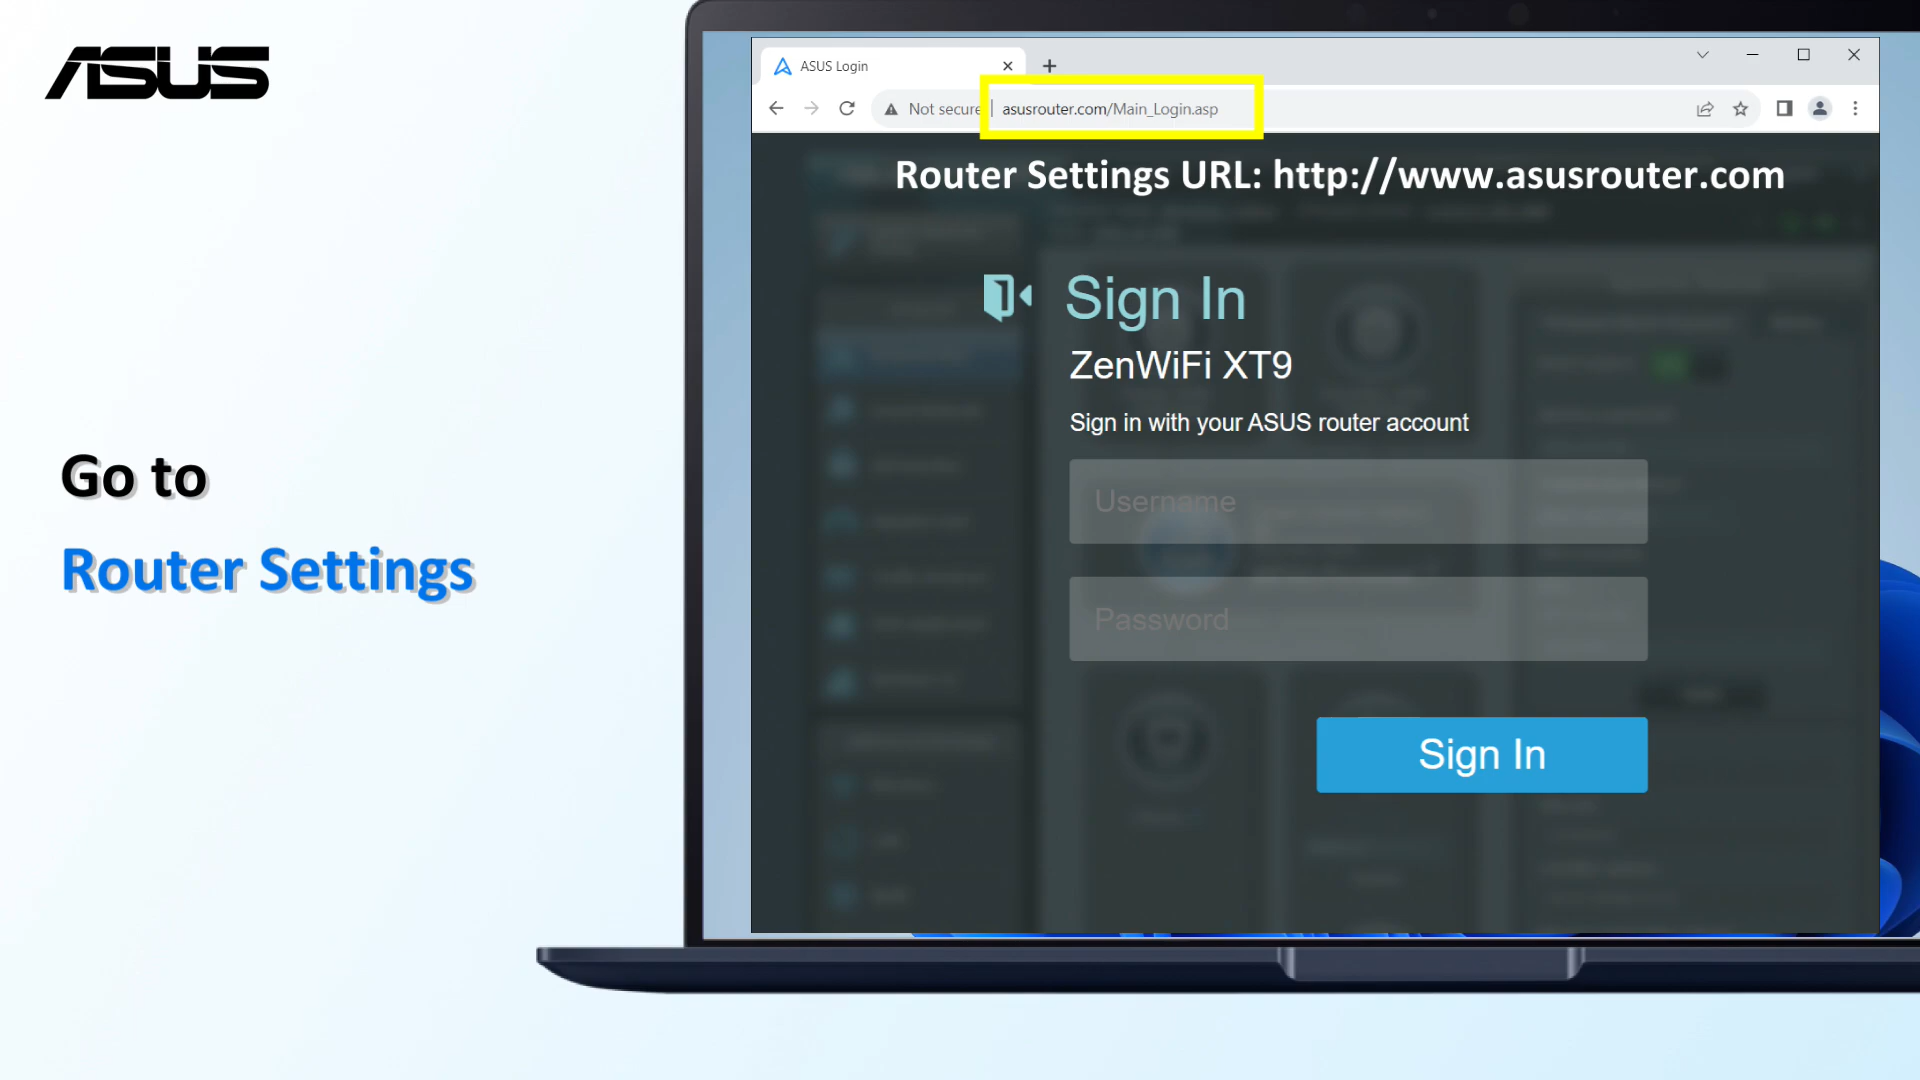 ASUS
Go to
Router Settings
ASUS Login
Not secure | asusrouter.com/Main_Login.asp
Router Settings URL: http://www.asusrouter.com
Sign In
ZenWiFi XT9
Sign in with your ASUS router account
Username
Password
Sign In